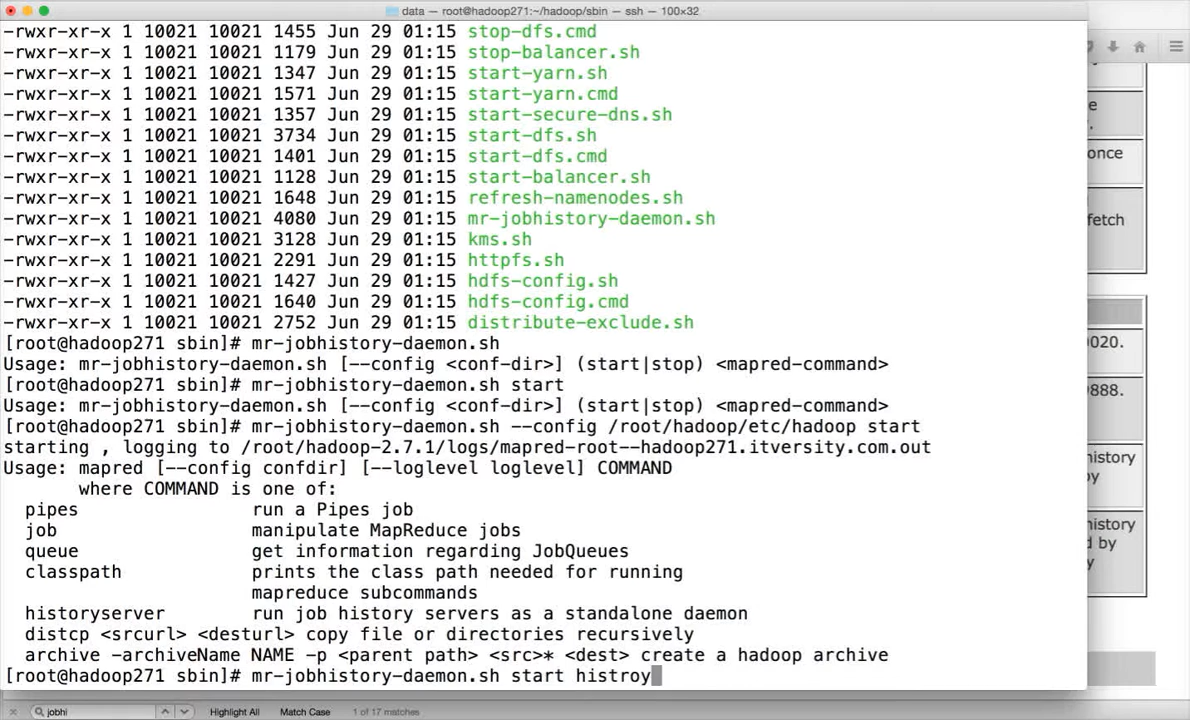 data — root@hadoop271:~/hadoop/sbin — ssh — 100×32
-rwxr-xr-x 1 10021 10021 1455 Jun 29 01:15 stop-dfs.cmd
-rwxr-xr-x 1 10021 10021 1179 Jun 29 01:15 stop-balancer.sh
-rwxr-xr-x 1 10021 10021 1347 Jun 29 01:15 start-yarn.sh
-rwxr-xr-x 1 10021 10021 1571 Jun 29 01:15 start-yarn.cmd
-rwxr-xr-x 1 10021 10021 1357 Jun 29 01:15 start-secure-dns.sh
-rwxr-xr-x 1 10021 10021 3734 Jun 29 01:15 start-dfs.sh
-rwxr-xr-x 1 10021 10021 1401 Jun 29 01:15 start-dfs.cmd
-rwxr-xr-x 1 10021 10021 1128 Jun 29 01:15 start-balancer.sh
-rwxr-xr-x 1 10021 10021 1648 Jun 29 01:15 refresh-namenodes.sh
-rwxr-xr-x 1 10021 10021 4080 Jun 29 01:15 mr-jobhistory-daemon.sh
-rwxr-xr-x 1 10021 10021 3128 Jun 29 01:15 kms.sh
-rwxr-xr-x 1 10021 10021 2291 Jun 29 01:15 httpfs.sh
-rwxr-xr-x 1 10021 10021 1427 Jun 29 01:15 hdfs-config.sh
-rwxr-xr-x 1 10021 10021 1640 Jun 29 01:15 hdfs-config.cmd
-rwxr-xr-x 1 10021 10021 2752 Jun 29 01:15 distribute-exclude.sh
[root@hadoop271 sbin]# mr-jobhistory-daemon.sh
Usage: mr-jobhistory-daemon.sh [--config <conf-dir>] (start|stop) <mapred-command>
[root@hadoop271 sbin]# mr-jobhistory-daemon.sh start
Usage: mr-jobhistory-daemon.sh [--config <conf-dir>] (start|stop) <mapred-command>
[root@hadoop271 sbin]# mr-jobhistory-daemon.sh --config /root/hadoop/etc/hadoop start
starting , logging to /root/hadoop-2.7.1/logs/mapred-root--hadoop271.itversity.com.out
Usage: mapred [--config confdir] [--loglevel loglevel] COMMAND
where COMMAND is one of:
pipes run a Pipes job
job manipulate MapReduce jobs
queue get information regarding JobQueues
classpath prints the class path needed for running
mapreduce subcommands
historyserver run job history servers as a standalone daemon
distcp <srcurl> <desturl> copy file or directories recursively
archive -archiveName NAME -p <parent path> <src>* <dest> create a hadoop archive
[root@hadoop271 sbin]# mr-jobhistory-daemon.sh start histroy
e
.
once
fetch
0020.
9888.
history
by
history
d by
y
jobhi Highlight All Match Case 1 of 17 matches